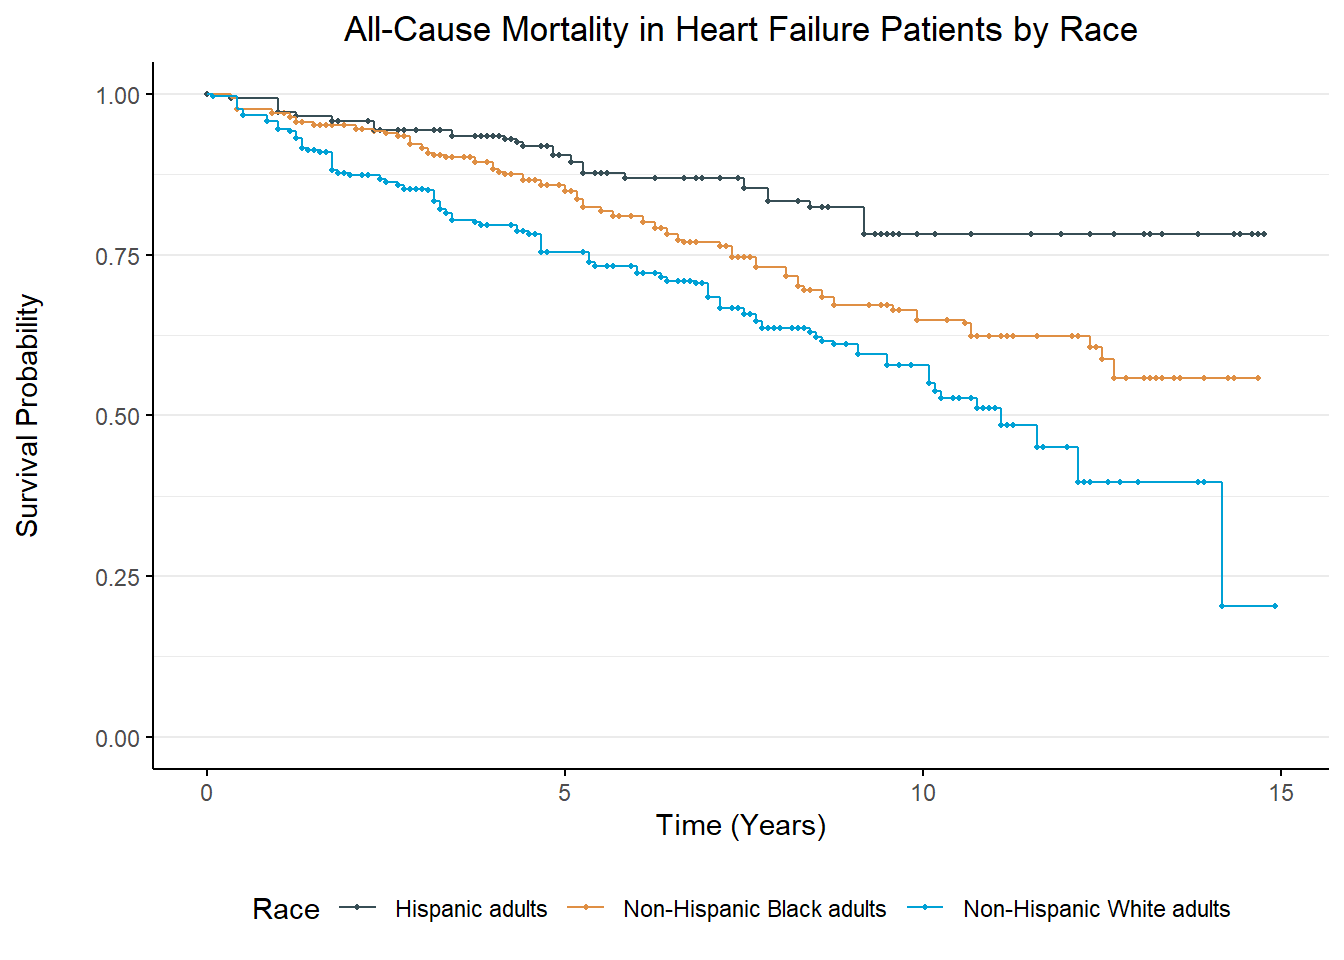 All-Cause Mortality in Heart Failure Patients by Race
Survival Probability
1.00
0.75
0.50
0.25
0.00
0 5 10 15
Time (Years)
Race Hispanic adults Non-Hispanic Black adults Non-Hispanic White adults